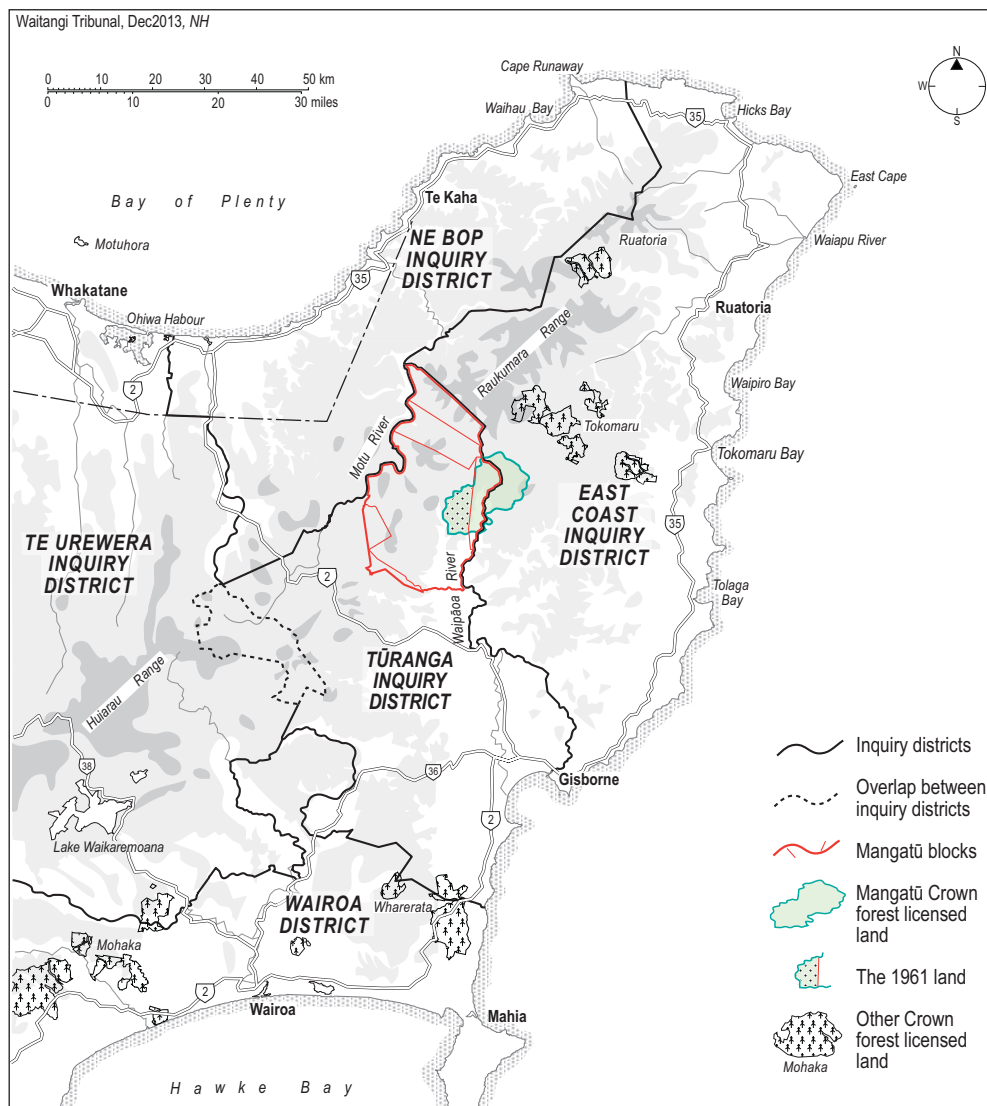 Waitangi Tribunal, Dec2013, NH
0 10 20 30 40 50 km
0 10 20 30 miles
N
W
S
Cape Runaway
Waihau Bay
35
Hicks Bay
35
East Cape
Bay of Plenty
Te Kaha
Motuhora
NE BOP
INQUIRY
DISTRICT
Ruatoria
Waiapu River
35
Whakatane
Ohiwa Habour
Ruatoria
2
Raukumara Range
Waipiro Bay
Motu River
Tokomaru
Tokomaru Bay
EAST
COAST
INQUIRY
DISTRICT
35
TE UREWERA
INQUIRY
DISTRICT
2
Waipāoa River
Tolaga
Bay
TŪRANGA
INQUIRY
DISTRICT
Huiarau Range
38
36
Gisborne
2
Lake Waikaremoana
WAIROA
DISTRICT
Wharerata
Mohaka
2
Wairoa
Mahia
Hawke Bay
Inquiry districts
Overlap between
inquiry districts
Mangatū blocks
Mangatū Crown
forest licensed
land
The 1961 land
Other Crown
forest licensed
land
Mohaka